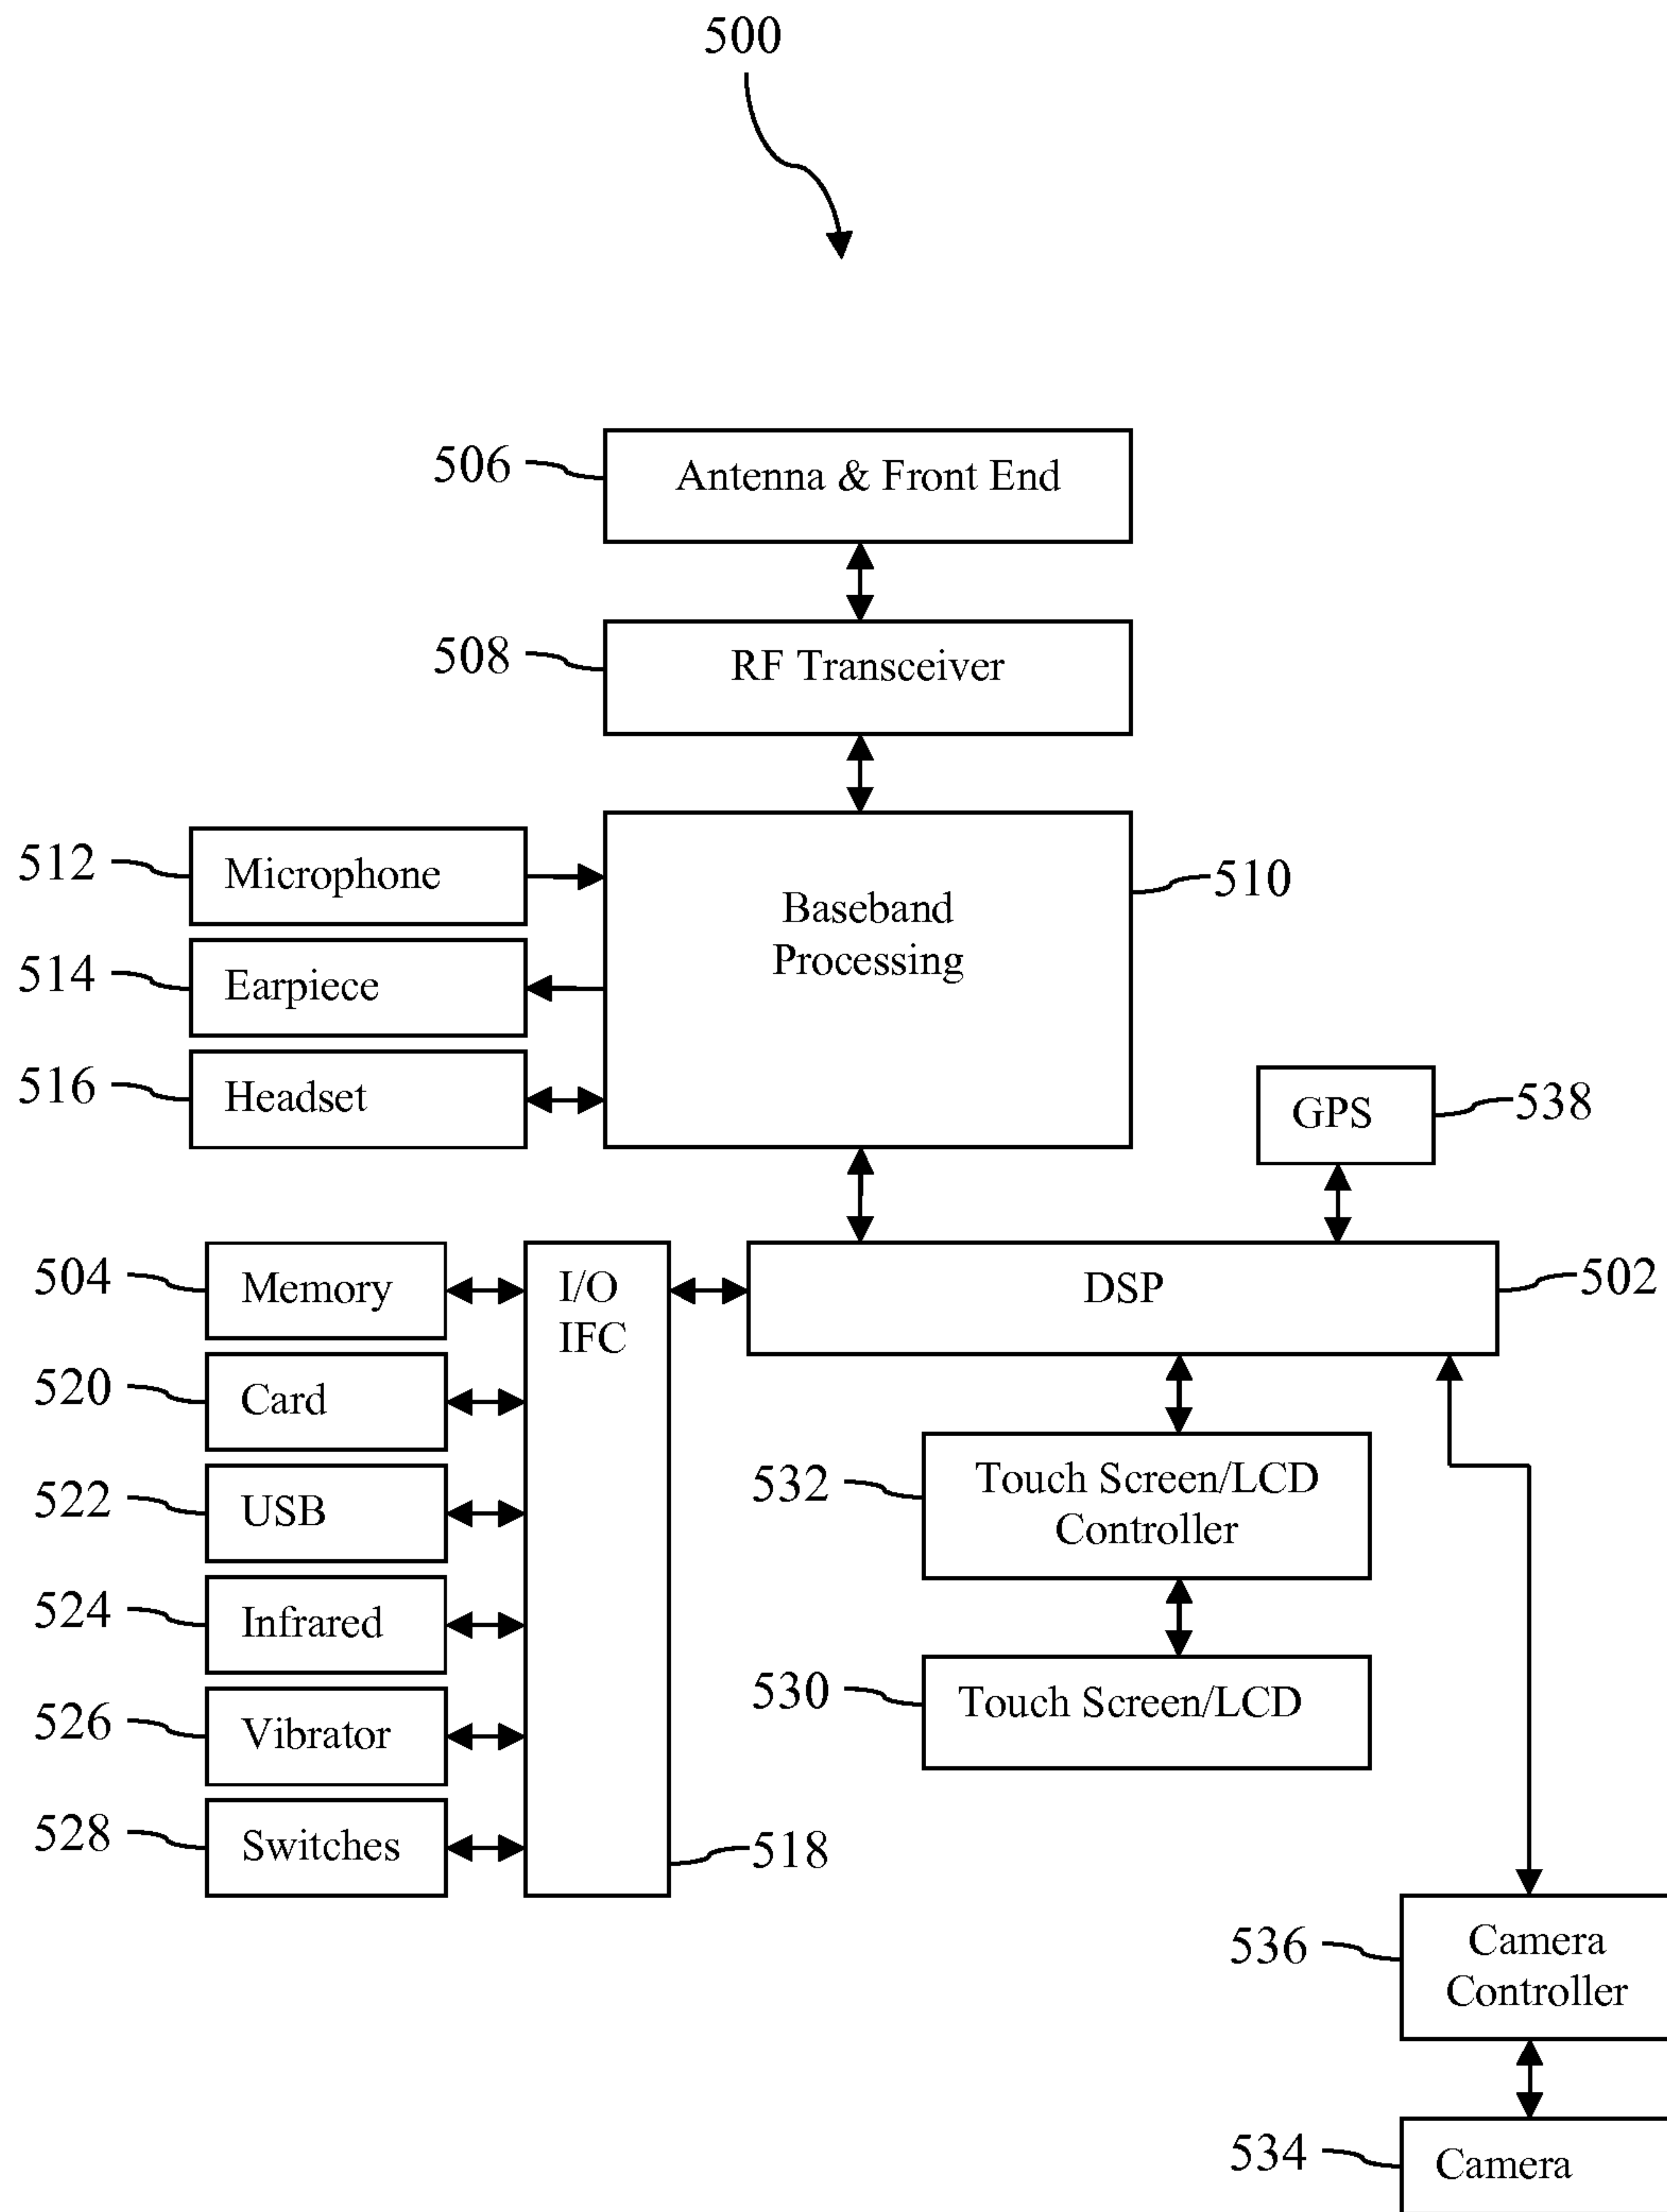 500
506
Antenna & Front End
508
RF Transceiver
512
Microphone
510
Baseband
Processing
514
Earpiece
516
Headset
GPS
538
504
Memory
I/O
IFC
DSP
502
520
Card
522
USB
532
Touch Screen/LCD
Controller
524
Infrared
526
Vibrator
530
Touch Screen/LCD
528
Switches
518
536
Camera
Controller
534
Camera